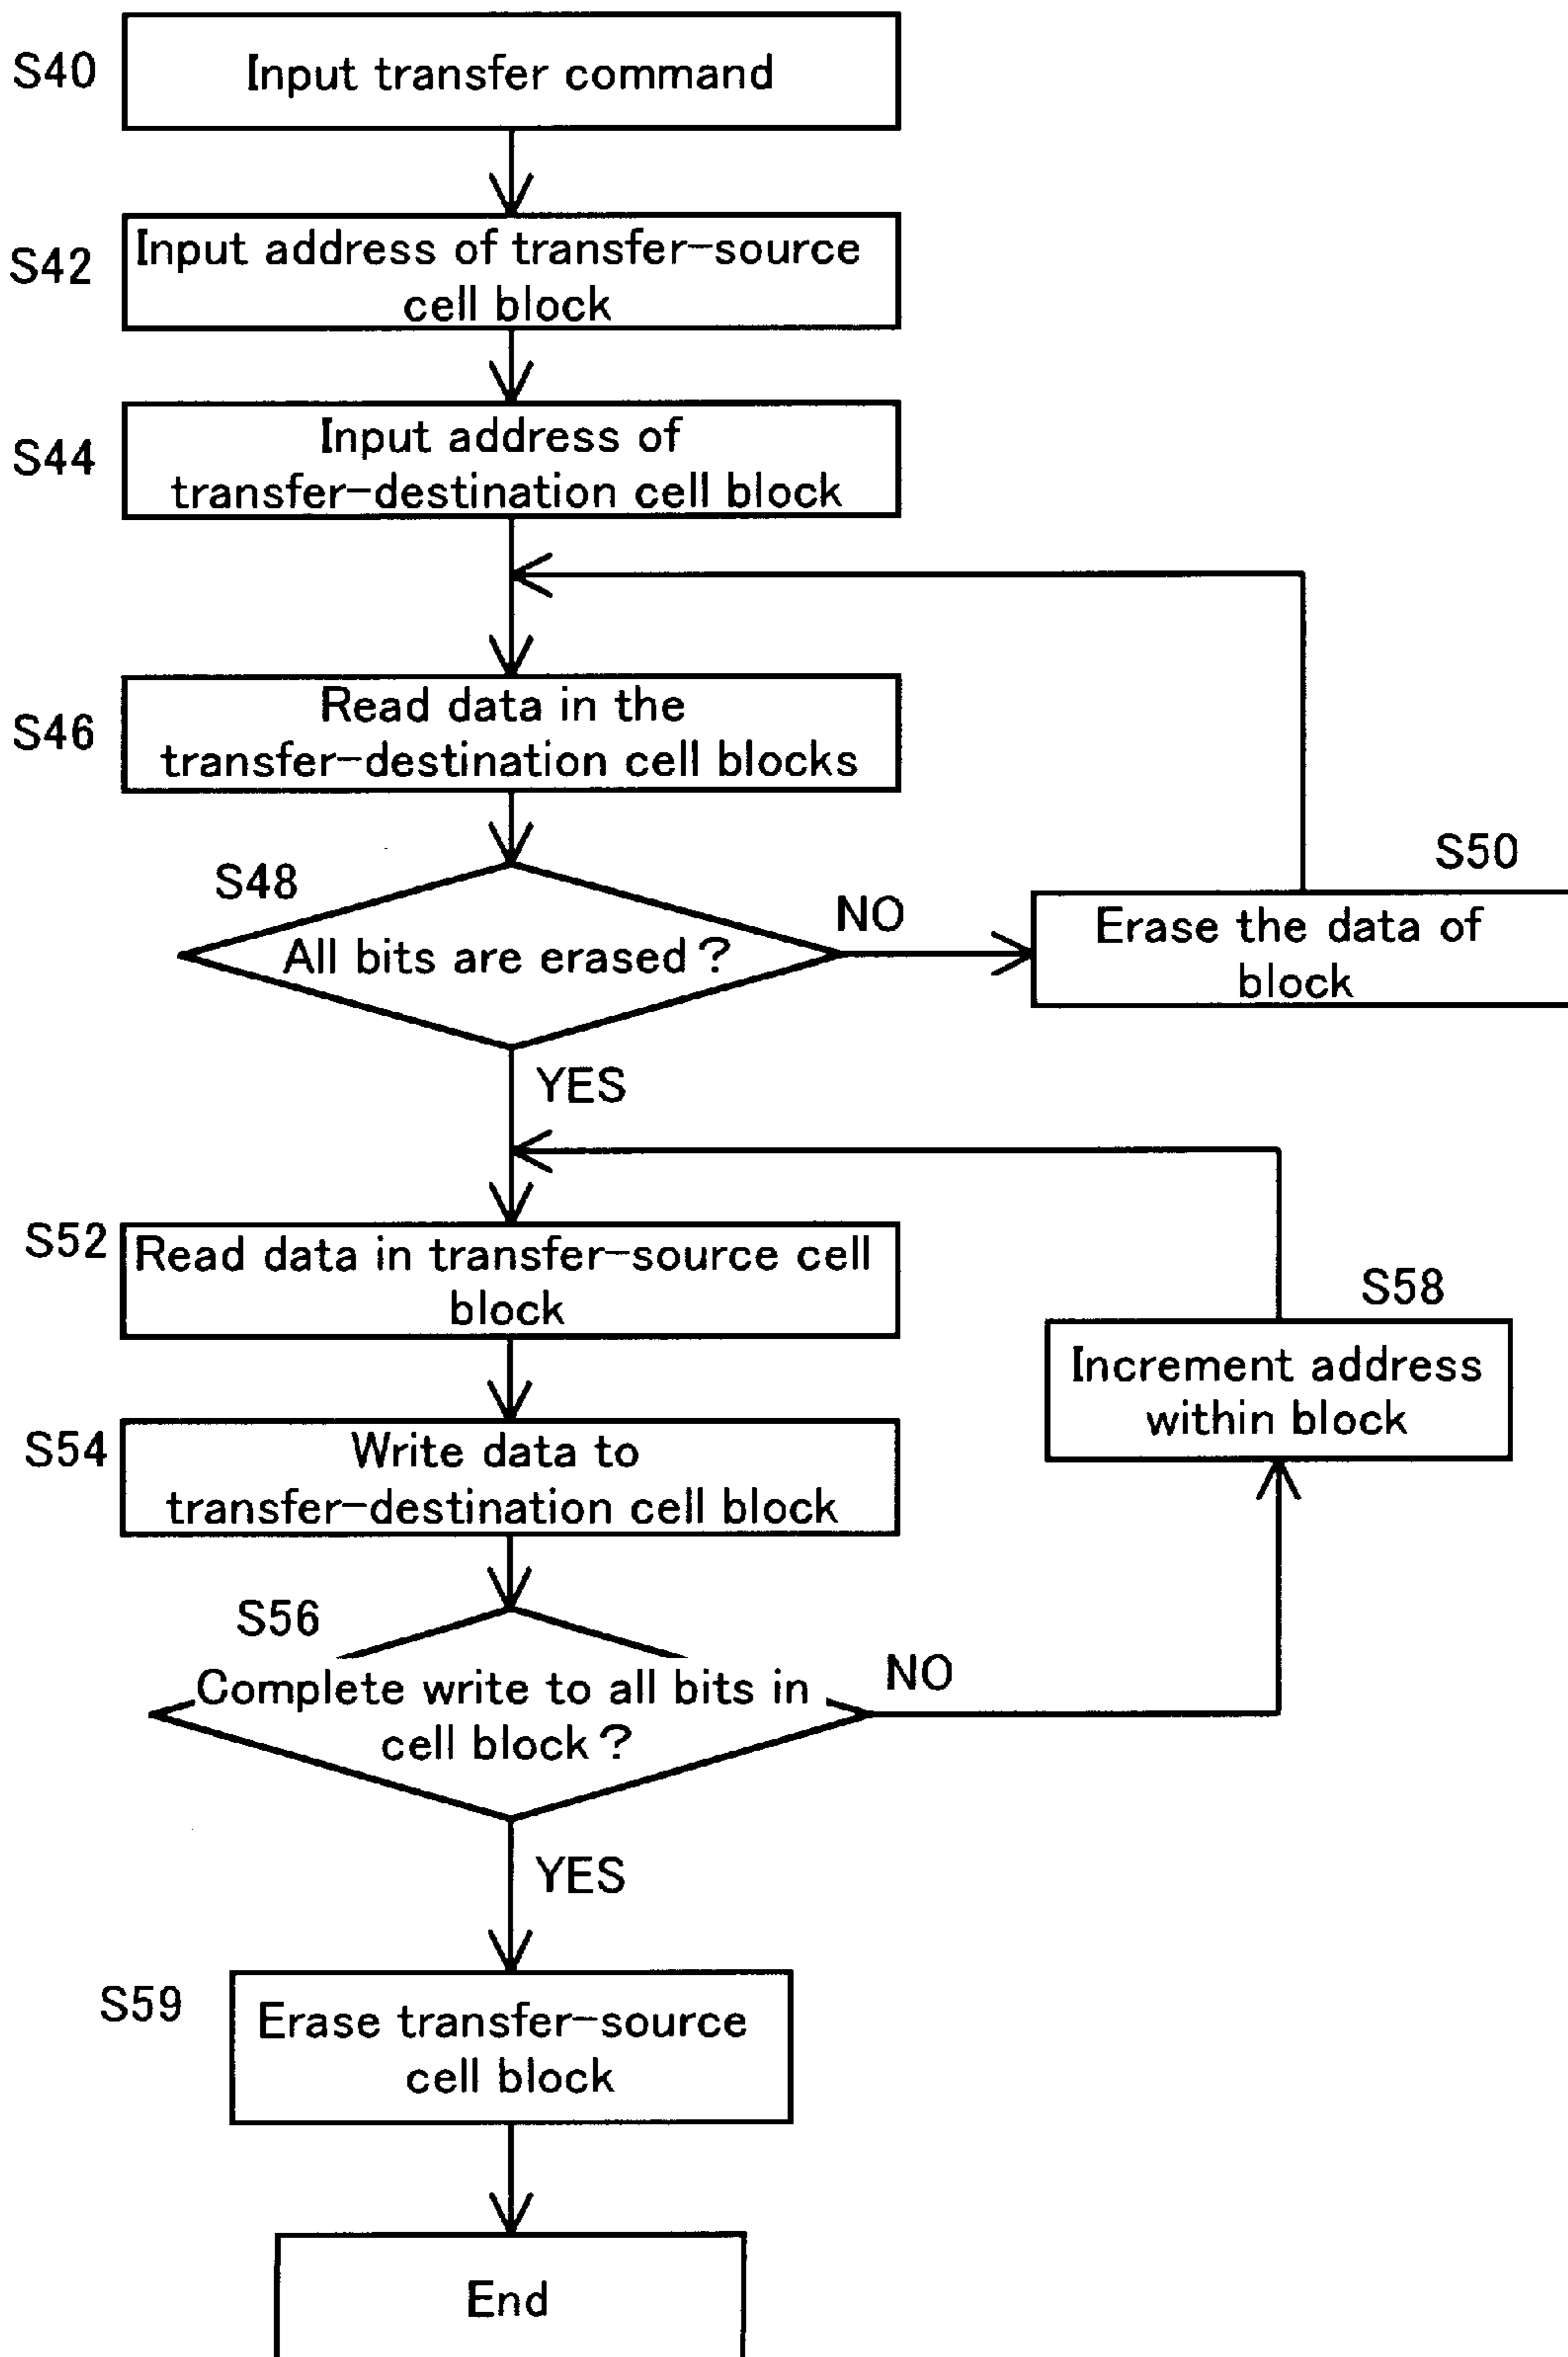 S40
Input transfer command
S42
Input address of transfer-source
cell block
S44
Input address of
transfer-destination cell block
S46
Read data in the
transfer-destination cell blocks
S48
All bits are erased?
NO
S50
Erase the data of
block
YES
S52
Read data in transfer-source cell
block
S58
Increment address
within block
S54
Write data to
transfer-destination cell block
S56
Complete write to all bits in
cell block?
NO
YES
S59
Erase transfer-source
cell block
End